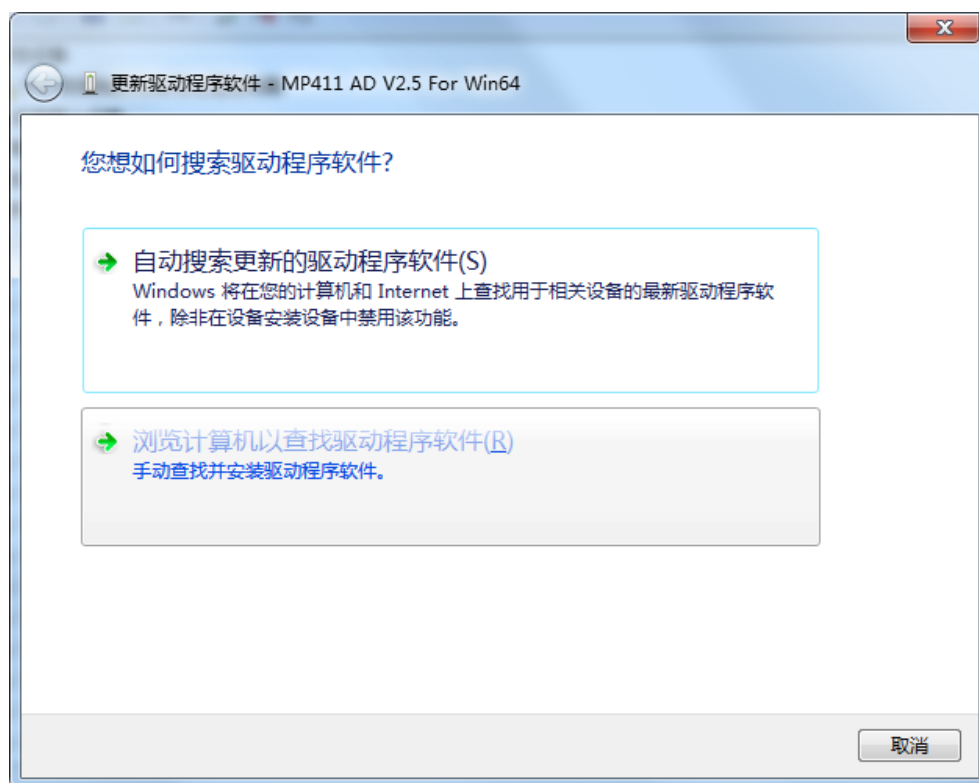 更新驱动程序软件 - MP411 AD V2.5 For Win64
您想如何搜索驱动程序软件?
自动搜索更新的驱动程序软件(S)
Windows 将在您的计算机和 Internet 上查找用于相关设备的最新驱动程序软
件，除非在设备安装设备中禁用该功能。
浏览计算机以查找驱动程序软件(R)
手动查找并安装驱动程序软件。
取消